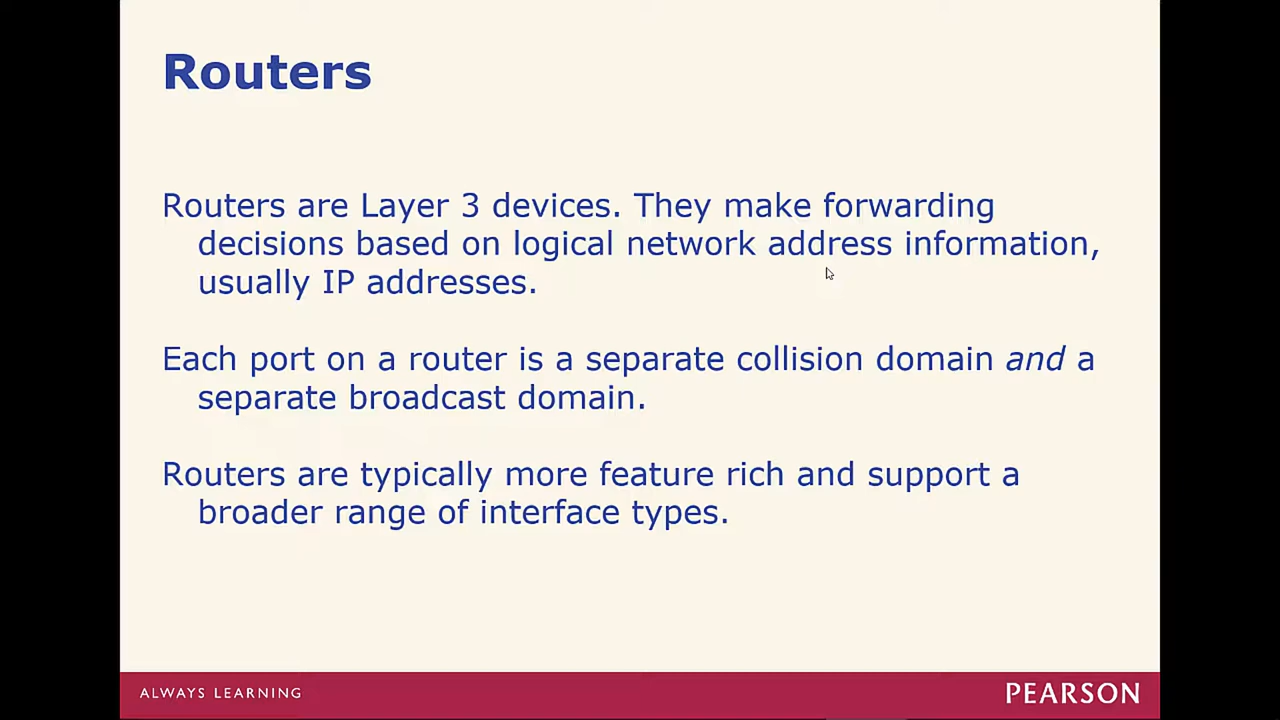 Routers
Routers are Layer 3 devices. They make forwarding
decisions based on logical network address information,
usually IP addresses.
Each port on a router is a separate collision domain and a
separate broadcast domain.
Routers are typically more feature rich and support a
broader range of interface types.
ALWAYS LEARNING
PEARSON